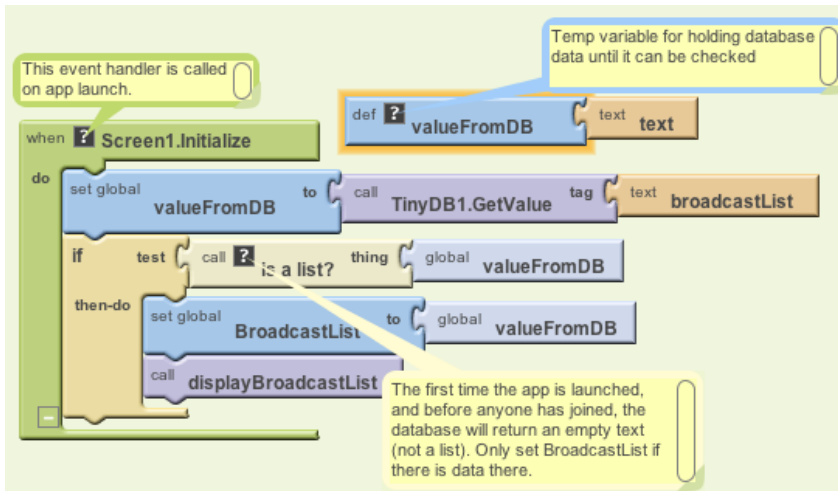 Temp variable for holding database
data until it can be checked
This event handler is called
on app launch.
def ? valueFromDB text text
when ? Screen1.Initialize
do
set global valueFromDB to call TinyDB1.GetValue tag text broadcastList
if test call ? is a list? thing global valueFromDB
then-do
set global BroadcastList to global valueFromDB
call displayBroadcastList
The first time the app is launched,
and before anyone has joined, the
database will return an empty text
(not a list). Only set BroadcastList if
there is data there.